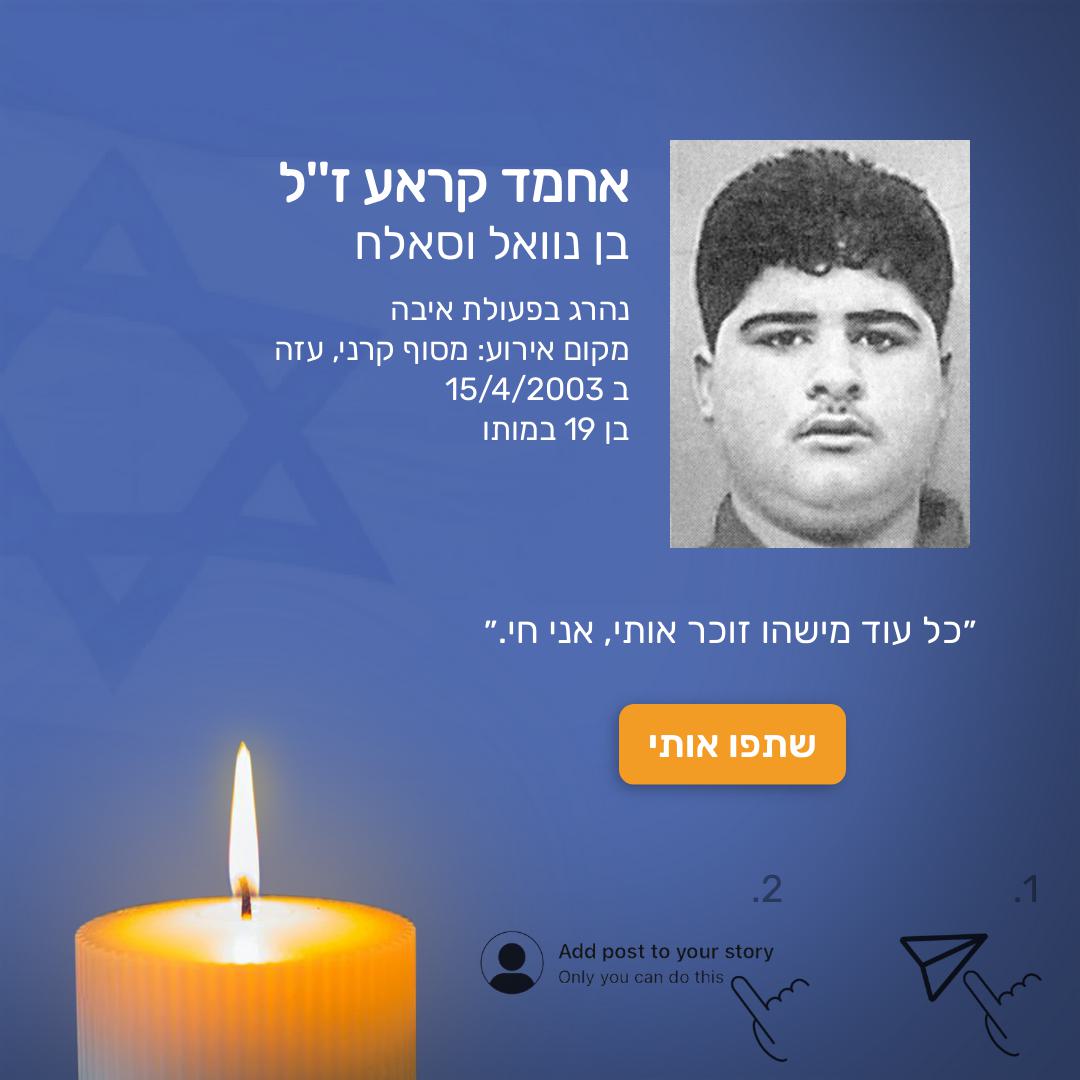 אחמד קראע ז"ל
בן נוואל וסאלח
נהרג בפעולת איבה
מקום אירוע: מסוף קרני, עזה
ב 15/4/2003
בן 19 במותו
״כל עוד מישהו זוכר אותי, אני חי.״
שתפו אותי
1.
2.
Add post to your story
Only you can do this